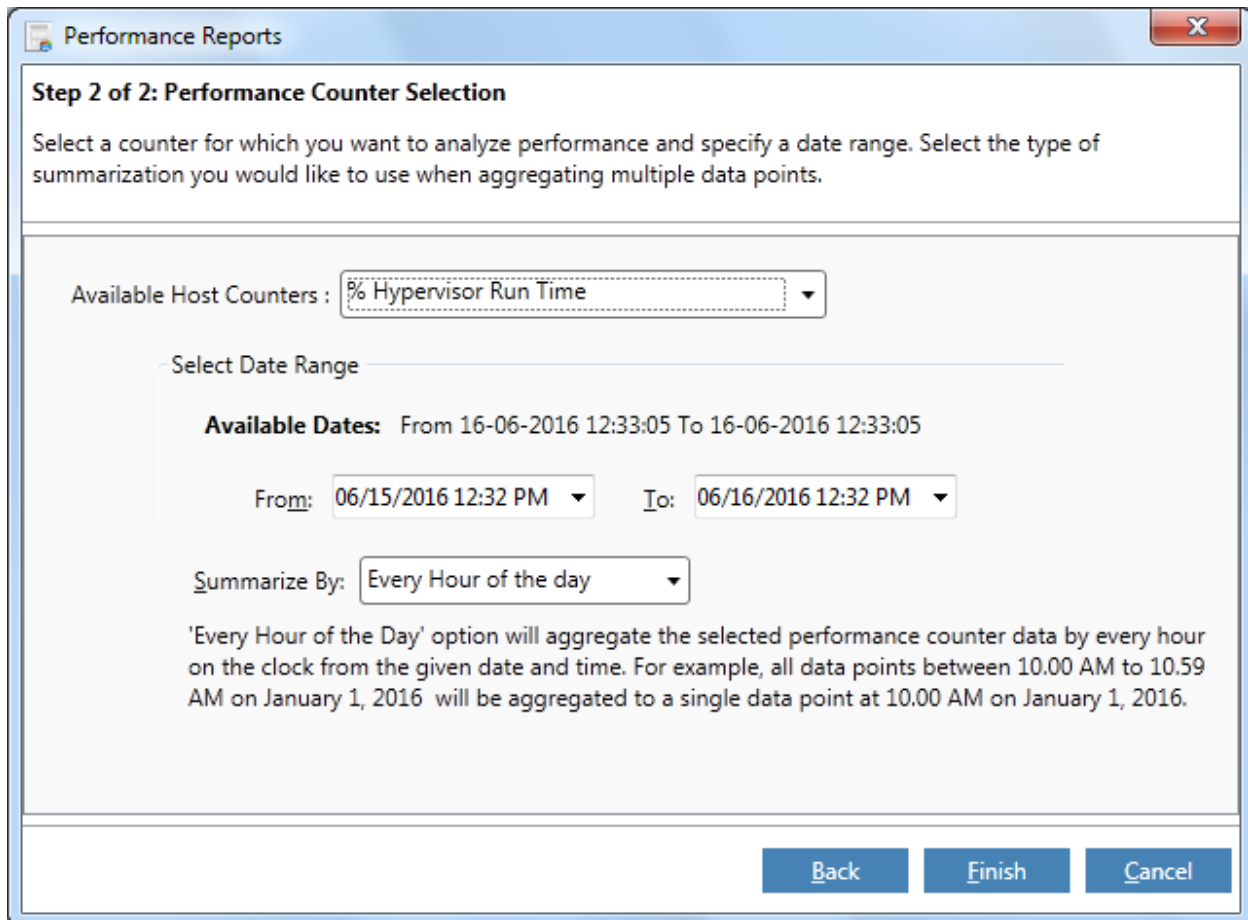 Performance Reports
Step 2 of 2: Performance Counter Selection
Select a counter for which you want to analyze performance and specify a date range. Select the type of
summarization you would like to use when aggregating multiple data points.
Available Host Counters : % Hypervisor Run Time
Select Date Range
Available Dates: From 16-06-2016 12:33:05 To 16-06-2016 12:33:05
From: 06/15/2016 12:32 PM To: 06/16/2016 12:32 PM
Summarize By: Every Hour of the day
'Every Hour of the Day' option will aggregate the selected performance counter data by every hour
on the clock from the given date and time. For example, all data points between 10.00 AM to 10.59
AM on January 1, 2016 will be aggregated to a single data point at 10.00 AM on January 1, 2016.
Back Finish Cancel